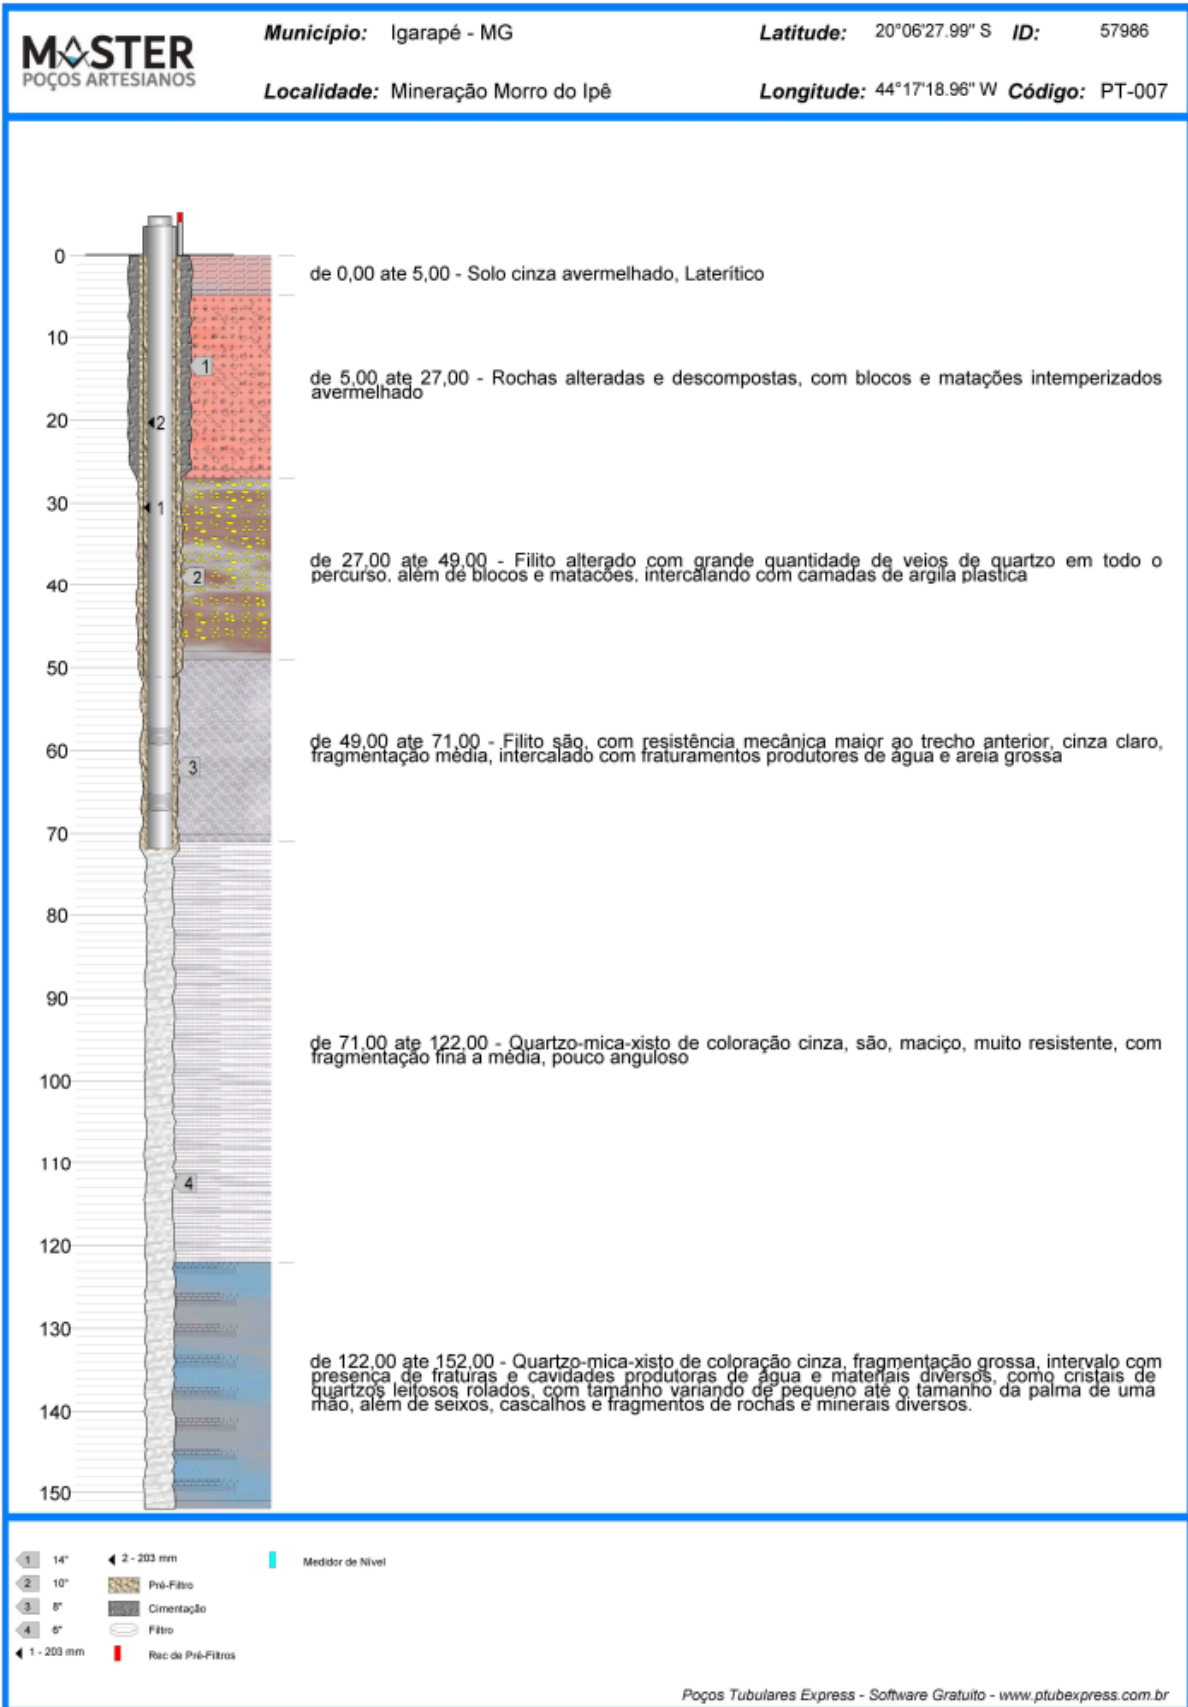 MASTER
POÇOS ARTESIANOS
Município: Igarapé - MG
Latitude: 20°06'27.99" S ID: 57986
Localidade: Mineração Morro do Ipê
Longitude: 44°17'18.96" W Código: PT-007
0
de 0,00 ate 5,00 - Solo cinza avermelhado, Laterítico
10
1
de 5,00 ate 27,00 - Rochas alteradas e descompostas, com blocos e matações intemperizados
avermelhado
20
2
30
1
de 27,00 ate 49,00 - Filito alterado com grande quantidade de veios de quartzo em todo o
percurso, além de blocos e matacões, intercalando com camadas de argila plastica
2
40
50
de 49,00 ate 71,00 - Filito são, com resistência mecânica maior ao trecho anterior, cinza claro,
fragmentação média, intercalado com fraturamentos produtores de água e areia grossa
60
3
70
80
90
de 71,00 ate 122,00 - Quartzo-mica-xisto de coloração cinza, são, maciço, muito resistente, com
fragmentação fina a média, pouco anguloso
100
110
4
120
130
de 122,00 ate 152,00 - Quartzo-mica-xisto de coloração cinza, fragmentação grossa, intervalo com
presença de fraturas e cavidades produtoras de água e materiais diversos, como cristais de
quartzos leitosos rolados, com tamanho variando de pequeno até o tamanho da palma de uma
mão, além de seixos, cascalhos e fragmentos de rochas e minerais diversos.
140
150
1 14"
2 10"
3 8"
4 6"
1 - 203 mm
2 - 203 mm
Pré-Filtro
Cimentação
Filtro
Rec de Pré-Filtros
Medidor de Nível
Poços Tubulares Express - Software Gratuito - www.ptubexpress.com.br